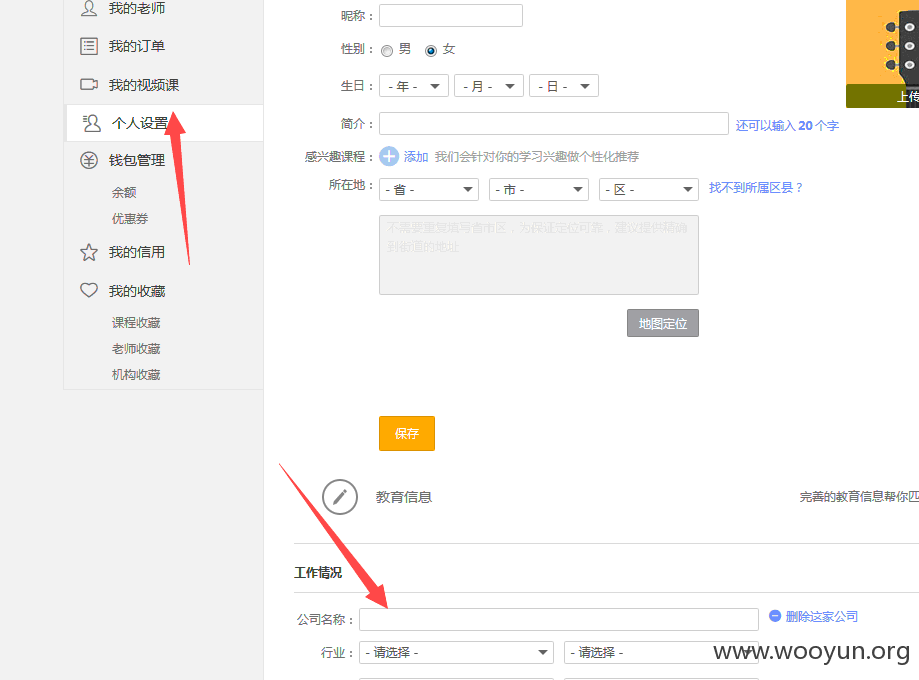 我的老师
我的订单
我的视频课
个人设置
钱包管理
余额
优惠券
我的信用
我的收藏
课程收藏
老师收藏
机构收藏
昵称：
性别： 男 女
生日： - 年 - - 月 - - 日 -
简介： 还可以输入 20 个字
感兴趣课程： 添加 我们会针对你的学习兴趣做个性化推荐
所在地： - 省 - - 市 - - 区 - 找不到所属区县？
不需要重复填写省市区，为保证定位可靠，建议提供精确
到街道的地址
地图定位
保存
上传
教育信息 完善的教育信息帮你匹
工作情况
公司名称： 删除这家公司
行业： - 请选择 - - 请选择 -
www.wooyun.org